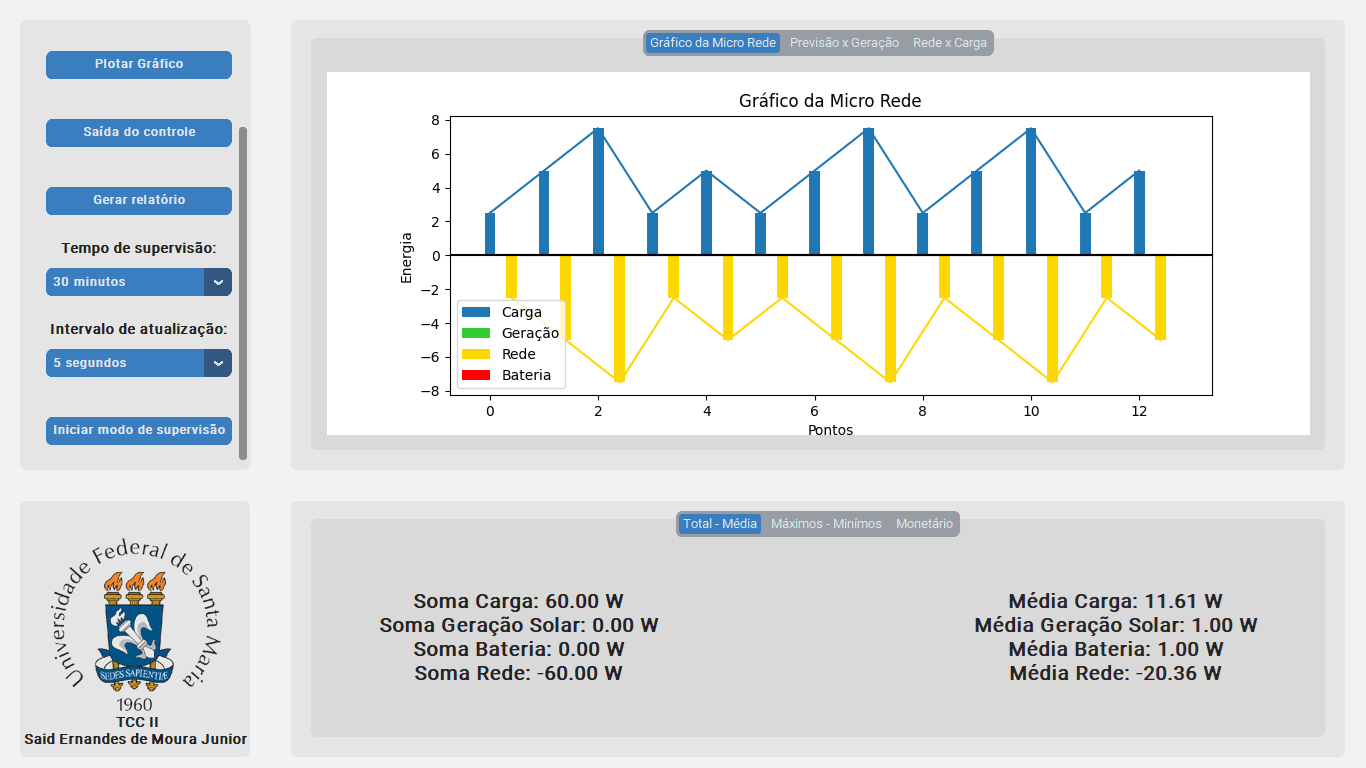 Plotar Gráfico
Saída do controle
Gerar relatório
Tempo de supervisão:
30 minutos
Intervalo de atualização:
5 segundos
Iniciar modo de supervisão
Gráfico da Micro Rede
Previsão x Geração
Rede x Carga
Gráfico da Micro Rede
Energia
8
6
4
2
0
−2
−4
−6
−8
Carga
Geração
Rede
Bateria
0 2 4 6 8 10 12
Pontos
Universidade Federal de Santa Maria
SEDES SAPIENTIÆ
1960
TCC II
Said Ernandes de Moura Junior
Total - Média
Máximos - Minímos
Monetário
Soma Carga: 60.00 W
Soma Geração Solar: 0.00 W
Soma Bateria: 0.00 W
Soma Rede: -60.00 W
Média Carga: 11.61 W
Média Geração Solar: 1.00 W
Média Bateria: 1.00 W
Média Rede: -20.36 W